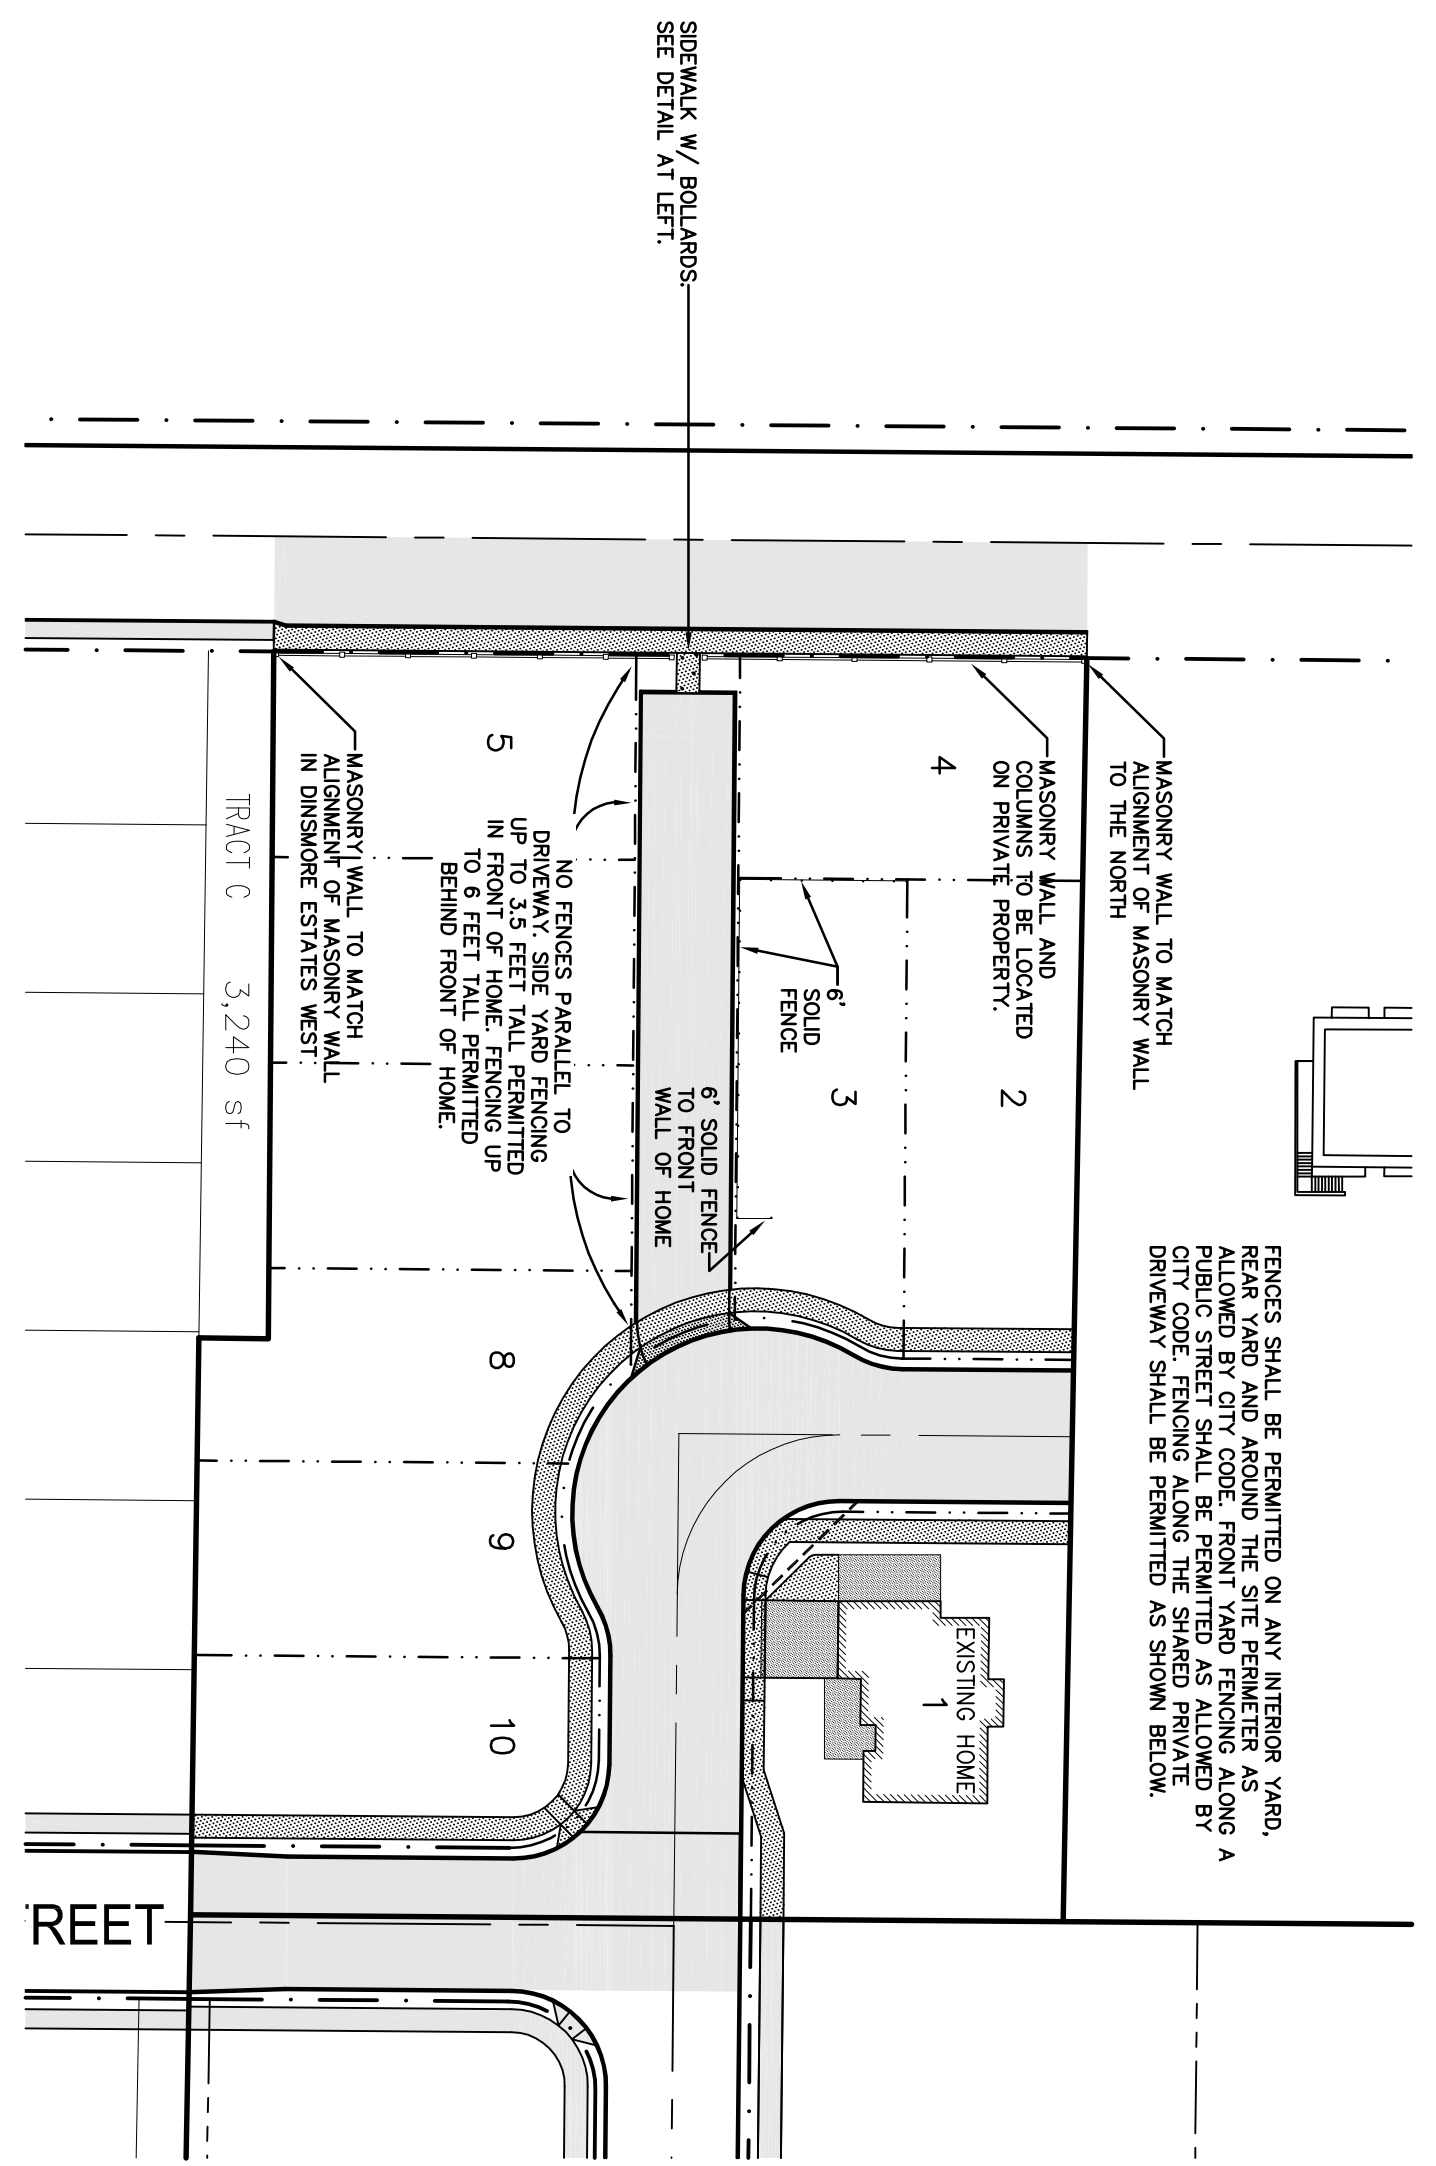 SIDEWALK W/ BOLLARDS.
SEE DETAIL AT LEFT.
FENCES SHALL BE PERMITTED ON ANY INTERIOR YARD,
REAR YARD AND AROUND THE SITE PERIMETER AS
ALLOWED BY CITY CODE. FRONT YARD FENCING ALONG A
PUBLIC STREET SHALL BE PERMITTED AS ALLOWED BY
CITY CODE. FENCING ALONG THE SHARED PRIVATE
DRIVEWAY SHALL BE PERMITTED AS SHOWN BELOW.
MASONRY WALL TO MATCH
ALIGNMENT OF MASONRY WALL
TO THE NORTH
MASONRY WALL AND
COLUMNS TO BE LOCATED
ON PRIVATE PROPERTY.
4
2
3
6'
SOLID
FENCE
6' SOLID FENCE
TO FRONT
WALL OF HOME
EXISTING HOME
1
NO FENCES PARALLEL TO
DRIVEWAY. SIDE YARD FENCING
UP TO 3.5 FEET TALL PERMITTED
IN FRONT OF HOME. FENCING UP
TO 6 FEET TALL PERMITTED
BEHIND FRONT OF HOME.
5
8
9
10
MASONRY WALL TO MATCH
ALIGNMENT OF MASONRY WALL
IN DINSMORE ESTATES WEST
TRACT C 3,240 sf
REET